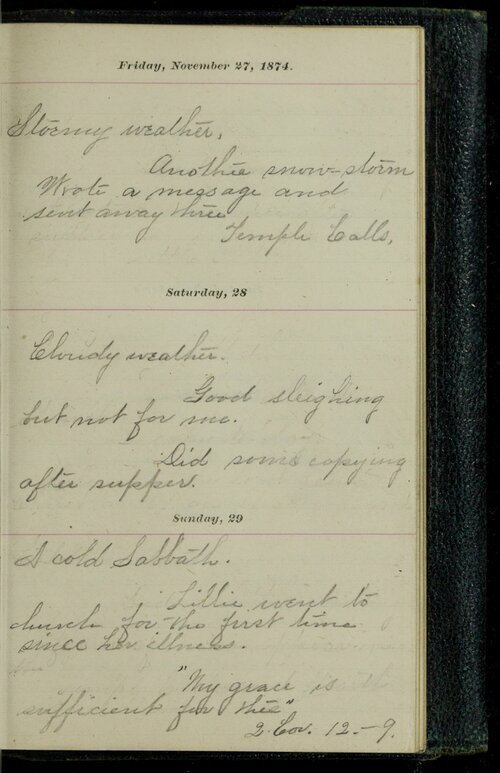 Friday, November 27, 1874.
Stormy weather.
Another snow-storm
Wrote a message and
sent away three
Temple Calls.
Saturday, 28
Cloudy weather.
Good sleighing
but not for me.
Did some copying
after supper.
Sunday, 29
A cold Sabbath.
Lillie went to
church for the first time
since her illness.
"My grace is
sufficient for thee"
2 Cor. 12.-9.